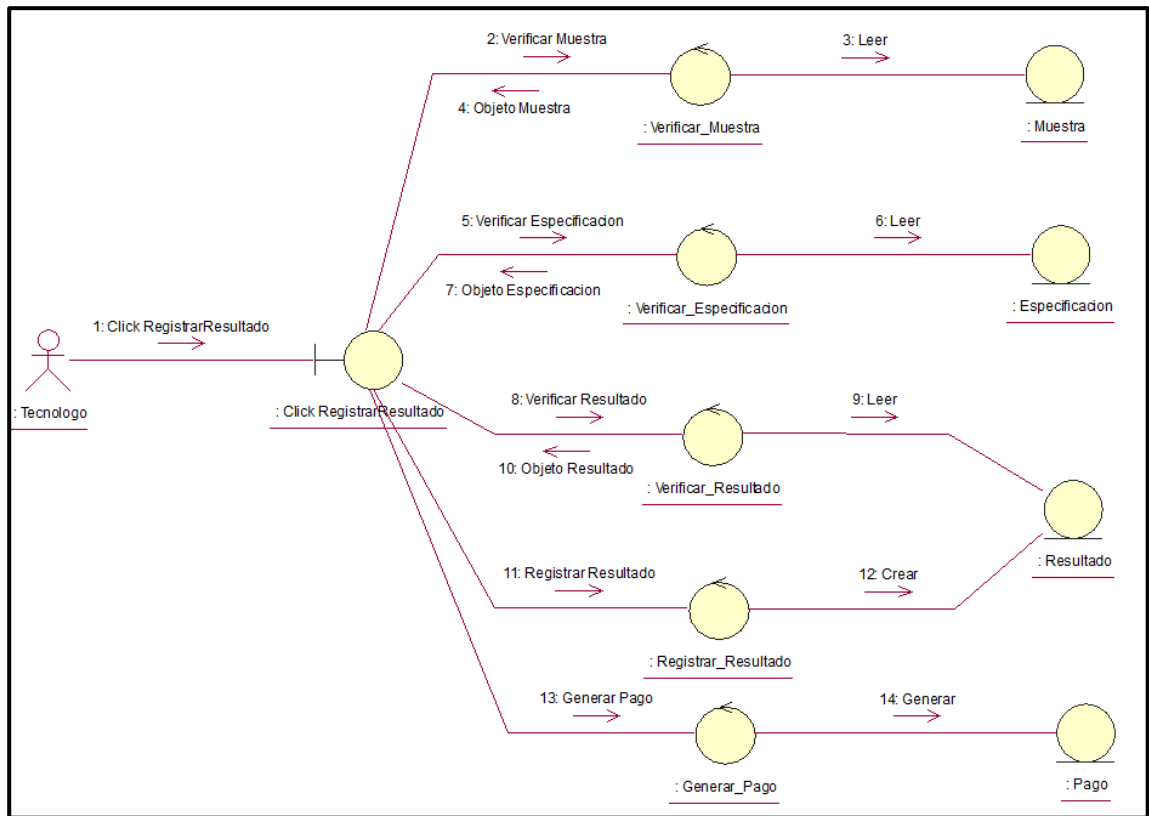 2: Verificar Muestra
3: Leer
4: Objeto Muestra
: Verificar_Muestra
: Muestra
5: Verificar Especificacion
6: Leer
7: Objeto Especificacion
: Verificar_Especificacion
: Especificacion
1: Click RegistrarResultado
: Tecnologo
: Click RegistrarResultado
8: Verificar Resultado
9: Leer
10: Objeto Resultado
: Verificar_Resultado
: Resultado
11: Registrar Resultado
12: Crear
: Registrar_Resultado
13: Generar Pago
14: Generar
: Generar_Pago
: Pago